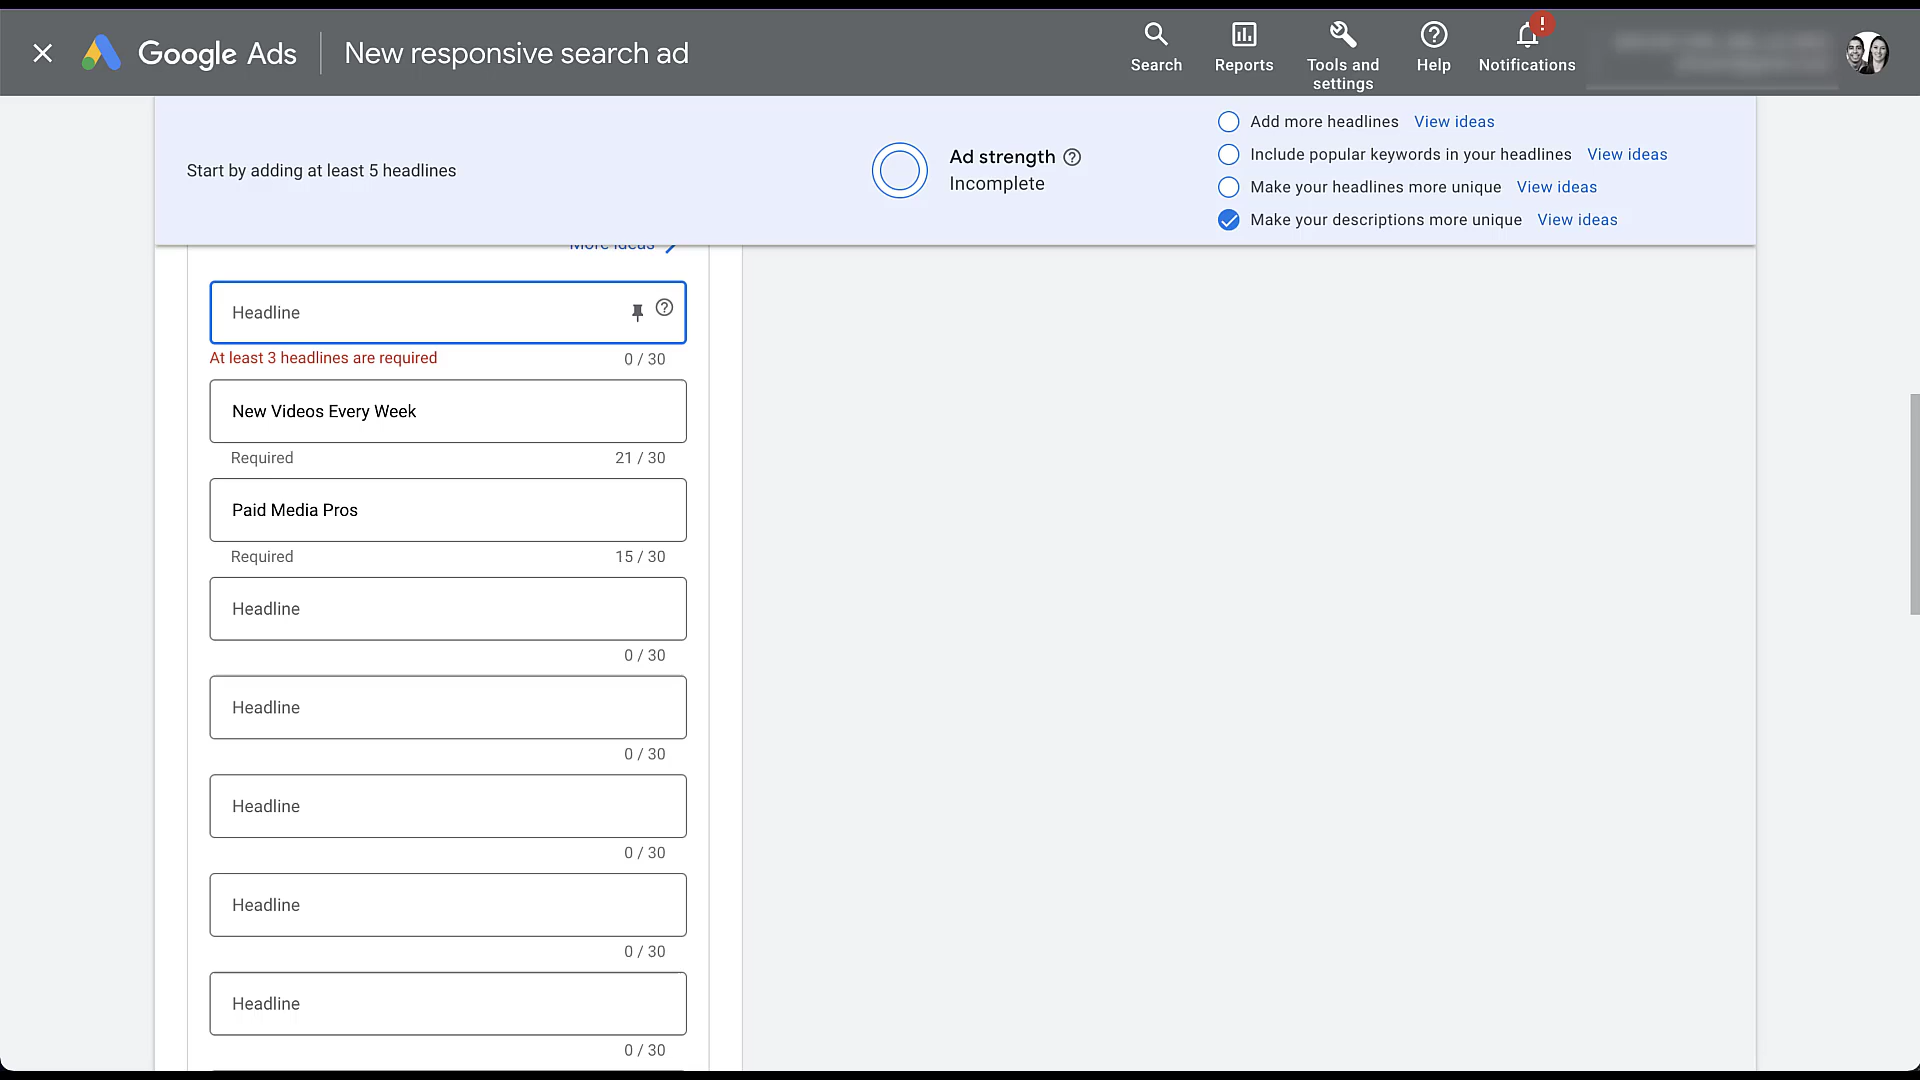 Google Ads
New responsive search ad
Search
Reports
Tools and
settings
Help
!
Notifications
Start by adding at least 5 headlines
Ad strength
Incomplete
Add more headlines View ideas
Include popular keywords in your headlines View ideas
Make your headlines more unique View ideas
Make your descriptions more unique View ideas
More ideas
Headline
At least 3 headlines are required 0 / 30
New Videos Every Week
Required 21 / 30
Paid Media Pros
Required 15 / 30
Headline
0 / 30
Headline
0 / 30
Headline
0 / 30
Headline
0 / 30
Headline
0 / 30